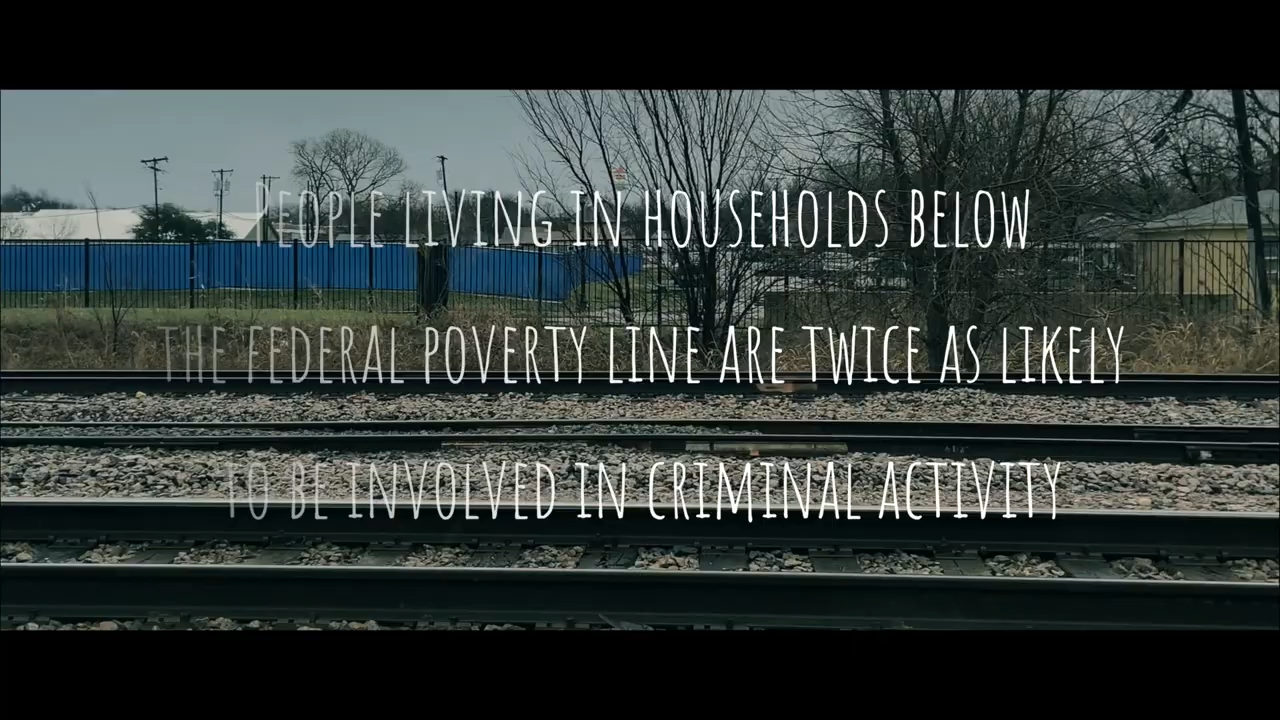 PEOPLE LIVING IN HOUSEHOLDS BELOW
THE FEDERAL POVERTY LINE ARE TWICE AS LIKELY
TO BE INVOLVED IN CRIMINAL ACTIVITY